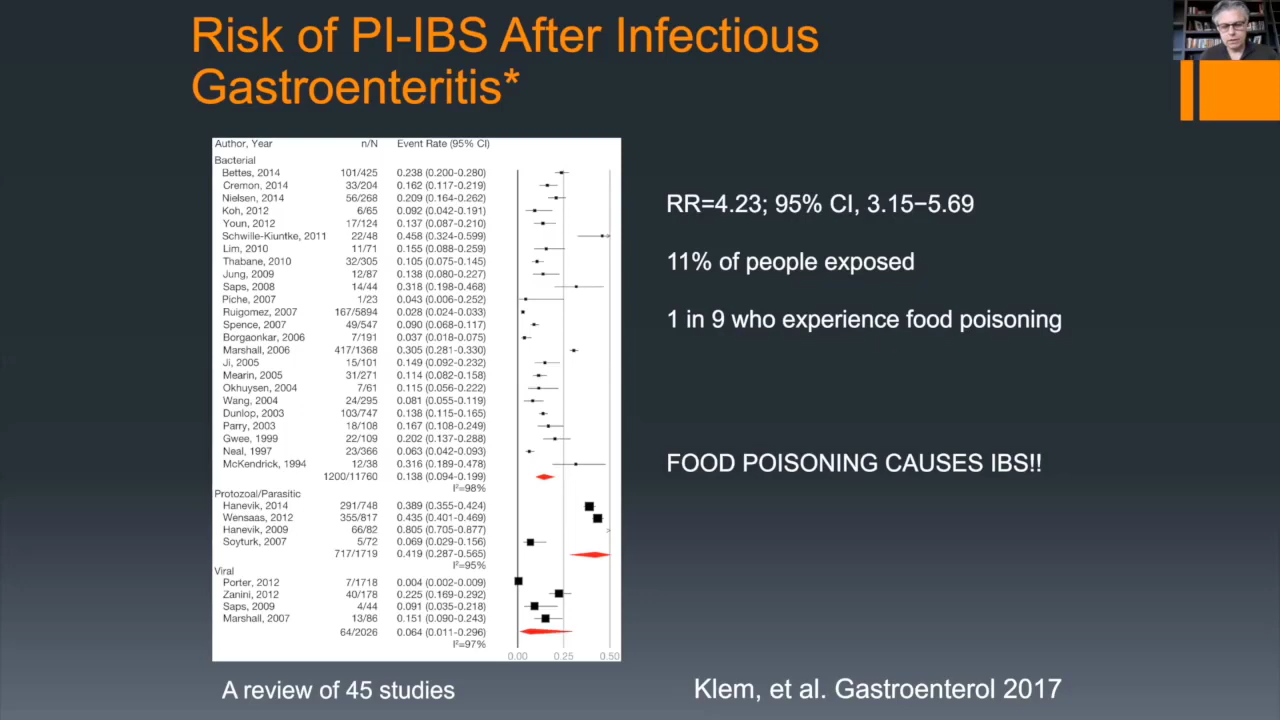 Risk of PI-IBS After Infectious
Gastroenteritis*
Author, Year n/N Event Rate (95% CI)
Bacterial
Bettes, 2014 101/425 0.238 (0.200-0.280)
Cremon, 2014 33/204 0.162 (0.117-0.219)
Nielsen, 2014 56/268 0.209 (0.164-0.262)
Koh, 2012 6/65 0.092 (0.042-0.191)
Youn, 2012 17/124 0.137 (0.087-0.210)
Schwille-Kiuntke, 2011 22/48 0.458 (0.324-0.599)
Lim, 2010 11/71 0.155 (0.088-0.259)
Thabane, 2010 32/305 0.105 (0.075-0.145)
Jung, 2009 12/87 0.138 (0.080-0.227)
Saps, 2008 14/44 0.318 (0.198-0.468)
Piche, 2007 1/23 0.043 (0.006-0.252)
Ruigomez, 2007 167/5894 0.028 (0.024-0.033)
Spence, 2007 49/547 0.090 (0.068-0.117)
Borgaonkar, 2006 7/191 0.037 (0.018-0.075)
Marshall, 2006 417/1368 0.305 (0.281-0.330)
Ji, 2005 15/101 0.149 (0.092-0.232)
Mearin, 2005 31/271 0.114 (0.082-0.158)
Okhuysen, 2004 7/61 0.115 (0.056-0.222)
Wang, 2004 24/295 0.081 (0.055-0.119)
Dunlop, 2003 103/747 0.138 (0.115-0.165)
Parry, 2003 18/108 0.167 (0.108-0.249)
Gwee, 1999 22/109 0.202 (0.137-0.288)
Neal, 1997 23/366 0.063 (0.042-0.093)
McKendrick, 1994 12/38 0.316 (0.189-0.478)
1200/11760 0.138 (0.094-0.199)
I²=98%
Protozoal/Parasitic
Hanevik, 2014 291/748 0.389 (0.355-0.424)
Wensaas, 2012 355/817 0.435 (0.401-0.469)
Hanevik, 2009 66/82 0.805 (0.705-0.877)
Soyturk, 2007 5/72 0.069 (0.029-0.156)
717/1719 0.419 (0.287-0.565)
I²=95%
Viral
Porter, 2012 7/1718 0.004 (0.002-0.009)
Zanini, 2012 40/178 0.225 (0.169-0.292)
Saps, 2009 4/44 0.091 (0.035-0.218)
Marshall, 2007 13/86 0.151 (0.090-0.243)
64/2026 0.064 (0.011-0.296)
I²=97%
0.00 0.25 0.50
RR=4.23; 95% CI, 3.15−5.69
11% of people exposed
1 in 9 who experience food poisoning
FOOD POISONING CAUSES IBS!!
A review of 45 studies
Klem, et al. Gastroenterol 2017